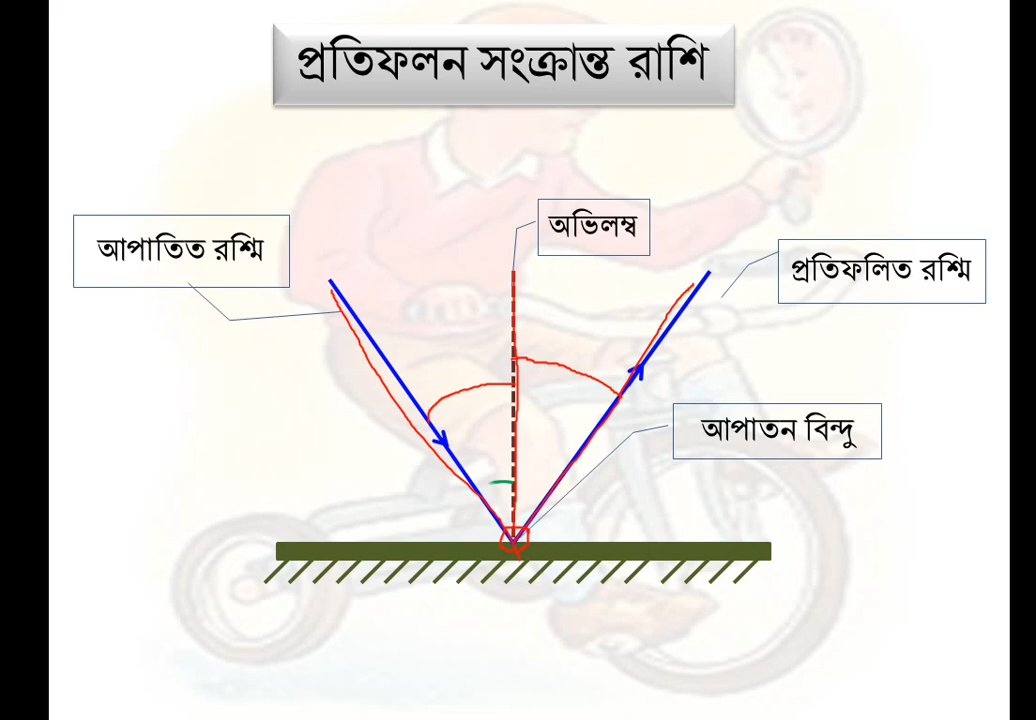 প্রতিফলন সংক্রান্ত রাশি
অভিলম্ব
আপাতিত রশ্মি
প্রতিফলিত রশ্মি
আপাতন বিন্দু